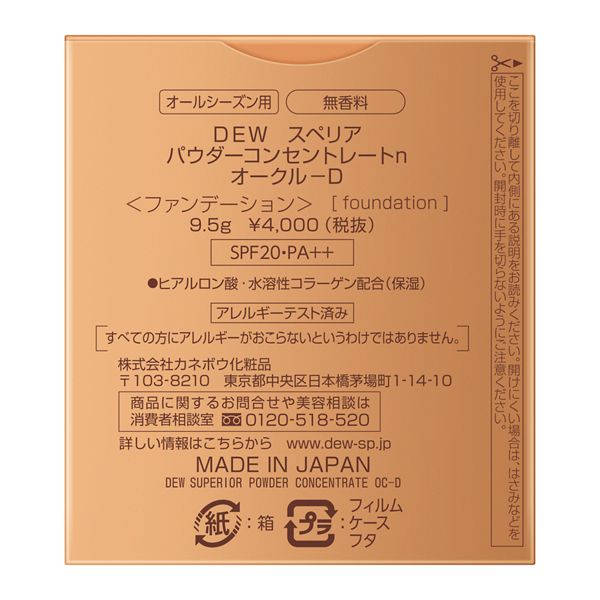 オールシーズン用 無香料
DEW スペリア
パウダーコンセントレートn
オークル－D
＜ファンデーション＞ [ foundation ]
9.5g ¥4,000（税抜）
SPF20・PA++
●ヒアルロン酸・水溶性コラーゲン配合（保湿）
アレルギーテスト済み
すべての方にアレルギーがおこらないというわけではありません。
株式会社カネボウ化粧品
〒103-8210 東京都中央区日本橋茅場町1-14-10
商品に関するお問合せや美容相談は
消費者相談室 0120-518-520
詳しい情報はこちらから www.dew-sp.jp
MADE IN JAPAN
DEW SUPERIOR POWDER CONCENTRATE OC-D
紙：箱 プラ：フィルム
ケース
フタ
ここを切り離して内側にある説明をお読みください。開けにくい場合は、はさみなどを
使用してください。開封時に手を切らないようにご注意ください。